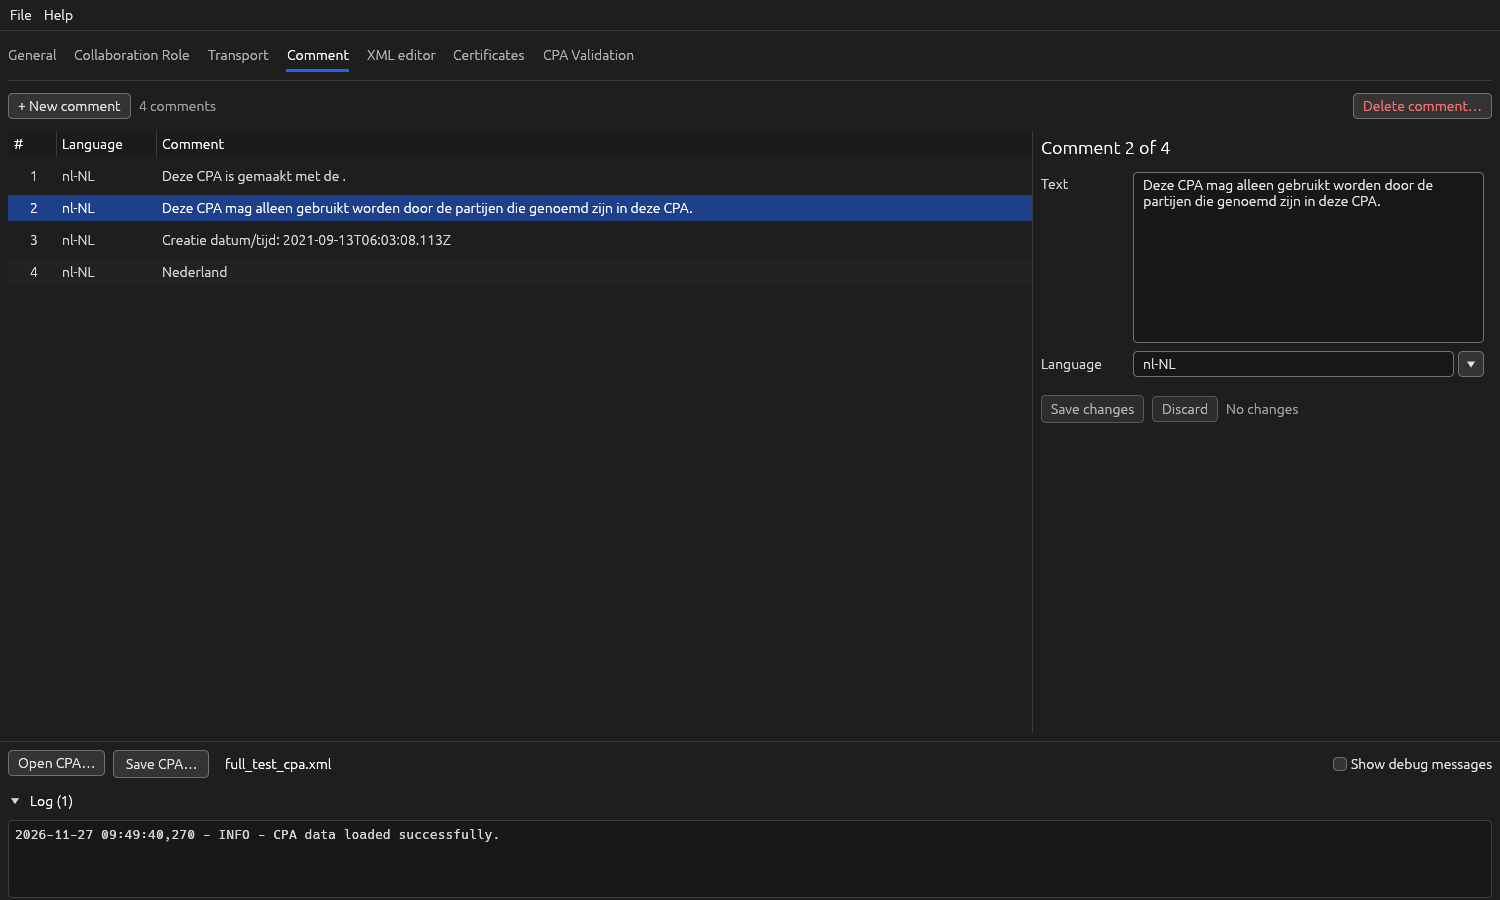 File Help
General Collaboration Role Transport Comment XML editor Certificates CPA Validation
+ New comment 4 comments Delete comment...
# Language Comment
1 nl-NL Deze CPA is gemaakt met de .
2 nl-NL Deze CPA mag alleen gebruikt worden door de partijen die genoemd zijn in deze CPA.
3 nl-NL Creatie datum/tijd: 2021-09-13T06:03:08.113Z
4 nl-NL Nederland
Comment 2 of 4
Text
Deze CPA mag alleen gebruikt worden door de
partijen die genoemd zijn in deze CPA.
Language nl-NL
Save changes Discard No changes
Open CPA... Save CPA... full_test_cpa.xml Show debug messages
Log (1)
2026-11-27 09:49:40,270 - INFO - CPA data loaded successfully.